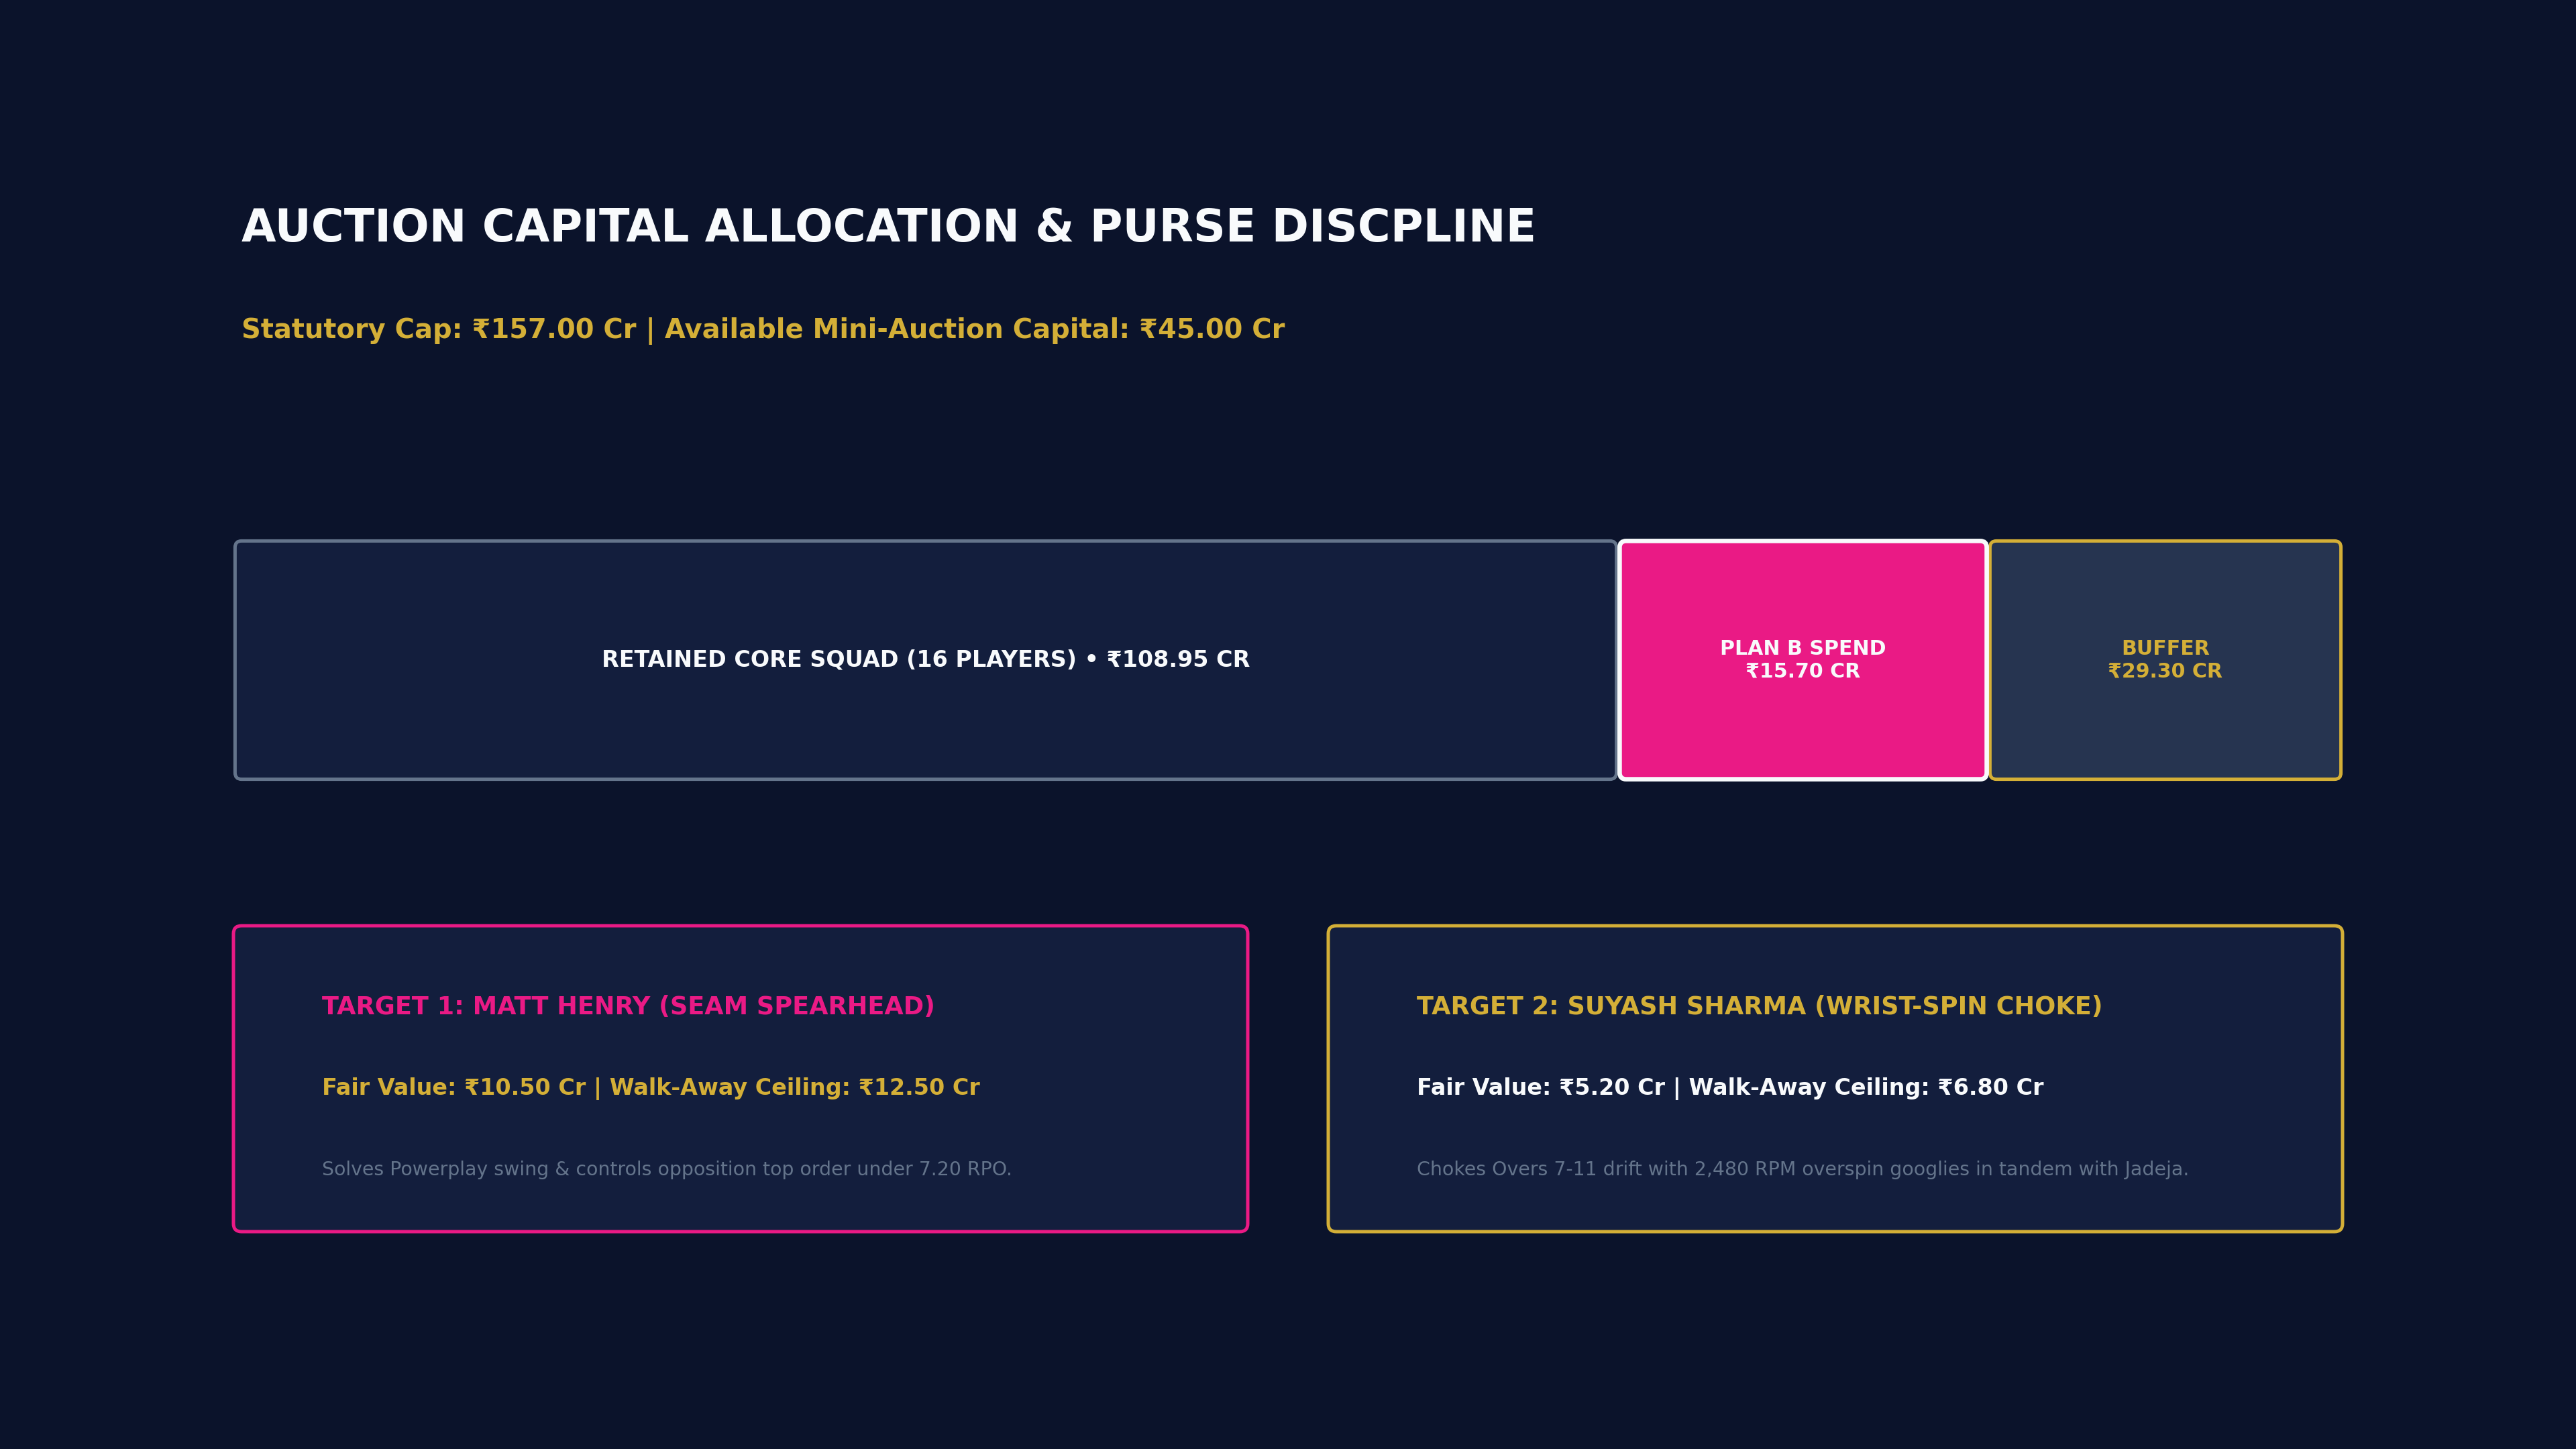 AUCTION CAPITAL ALLOCATION & PURSE DISCPLINE
Statutory Cap: ₹157.00 Cr | Available Mini-Auction Capital: ₹45.00 Cr
RETAINED CORE SQUAD (16 PLAYERS) • ₹108.95 CR
PLAN B SPEND
₹15.70 CR
BUFFER
₹29.30 CR
TARGET 1: MATT HENRY (SEAM SPEARHEAD)
Fair Value: ₹10.50 Cr | Walk-Away Ceiling: ₹12.50 Cr
Solves Powerplay swing & controls opposition top order under 7.20 RPO.
TARGET 2: SUYASH SHARMA (WRIST-SPIN CHOKE)
Fair Value: ₹5.20 Cr | Walk-Away Ceiling: ₹6.80 Cr
Chokes Overs 7-11 drift with 2,480 RPM overspin googlies in tandem with Jadeja.